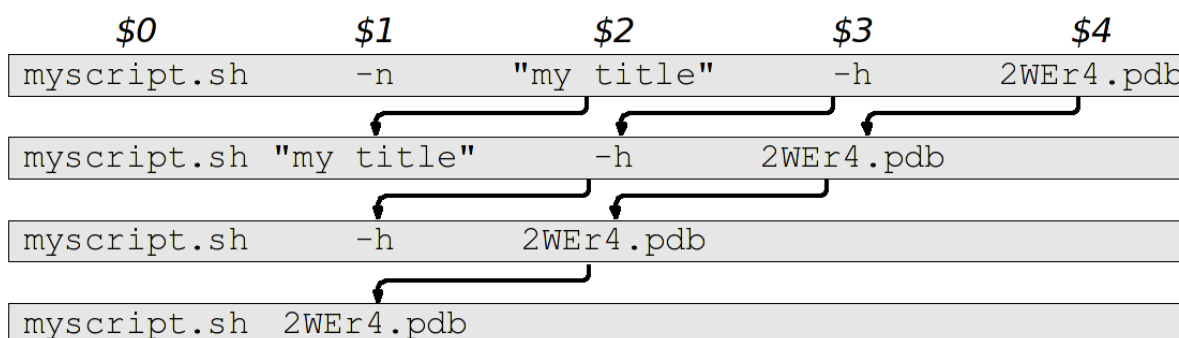 $0 $1 $2 $3 $4
myscript.sh -n "my title" -h 2WEr4.pdb
myscript.sh "my title" -h 2WEr4.pdb
myscript.sh -h 2WEr4.pdb
myscript.sh 2WEr4.pdb